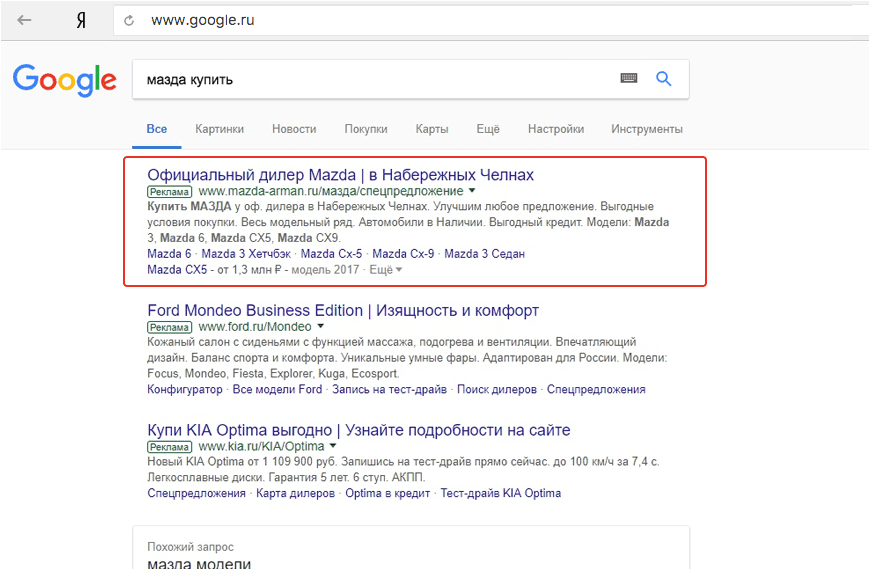 Я www.google.ru
Google мазда купить
Все Картинки Новости Покупки Карты Ещё Настройки Инструменты
Официальный дилер Mazda | в Набережных Челнах
Реклама www.mazda-arman.ru/мазда/спецпредложение
Купить МАЗДА у оф. дилера в Набережных Челнах. Улучшим любое предложение. Выгодные
условия покупки. Весь модельный ряд. Автомобили в Наличии. Выгодный кредит. Модели: Mazda
3, Mazda 6, Mazda CX5, Mazda CX9.
Mazda 6 · Mazda 3 Хетчбэк · Mazda Cx-5 · Mazda Cx-9 · Mazda 3 Седан
Mazda CX5 - от 1,3 млн ₽ - модель 2017 · Ещё
Ford Mondeo Business Edition | Изящность и комфорт
Реклама www.ford.ru/Mondeo
Кожаный салон с сиденьями с функцией массажа, подогрева и вентиляции. Впечатляющий
дизайн. Баланс спорта и комфорта. Уникальные умные фары. Адаптирован для России. Модели:
Focus, Mondeo, Fiesta, Explorer, Kuga, Ecosport.
Конфигуратор · Все модели Ford · Запись на тест-драйв · Поиск дилеров · Спецпредложения
Купи KIA Optima выгодно | Узнайте подробности на сайте
Реклама www.kia.ru/KIA/Optima
Новый KIA Optima от 1 109 900 руб. Запишись на тест-драйв прямо сейчас. до 100 км/ч за 7,4 с.
Легкосплавные диски. Гарантия 5 лет. 6 ступ. АКПП.
Спецпредложения · Карта дилеров · Optima в кредит · Тест-драйв KIA Optima
Похожий запрос
мазда модели